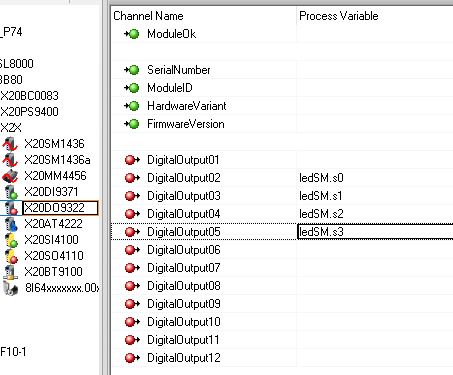 _P74
SL8000
BB80
X20BC0083
X20PS9400
X2X
X20SM1436
X20SM1436a
X20MM4456
X20DI9371
X20DO9322
X20AT4222
X20SI4100
X20SO4110
X20BT9100
8I64xxxxxxx.00x
F10-1
Channel Name Process Variable
ModuleOk
SerialNumber
ModuleID
HardwareVariant
FirmwareVersion
DigitalOutput01
DigitalOutput02 ledSM.s0
DigitalOutput03 ledSM.s1
DigitalOutput04 ledSM.s2
DigitalOutput05 ledSM.s3
DigitalOutput06
DigitalOutput07
DigitalOutput08
DigitalOutput09
DigitalOutput10
DigitalOutput11
DigitalOutput12